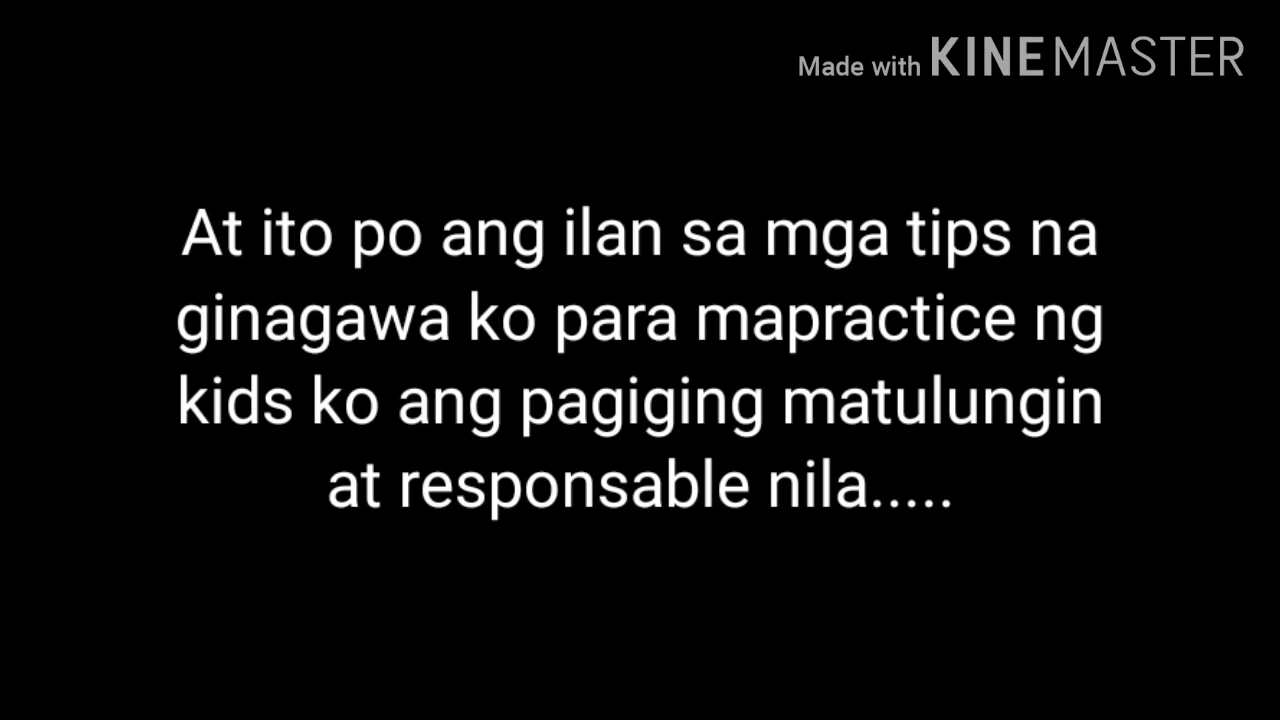 Made with KINEMASTER
At ito po ang ilan sa mga tips na
ginagawa ko para mapractice ng
kids ko ang pagiging matulungin
at responsable nila.....